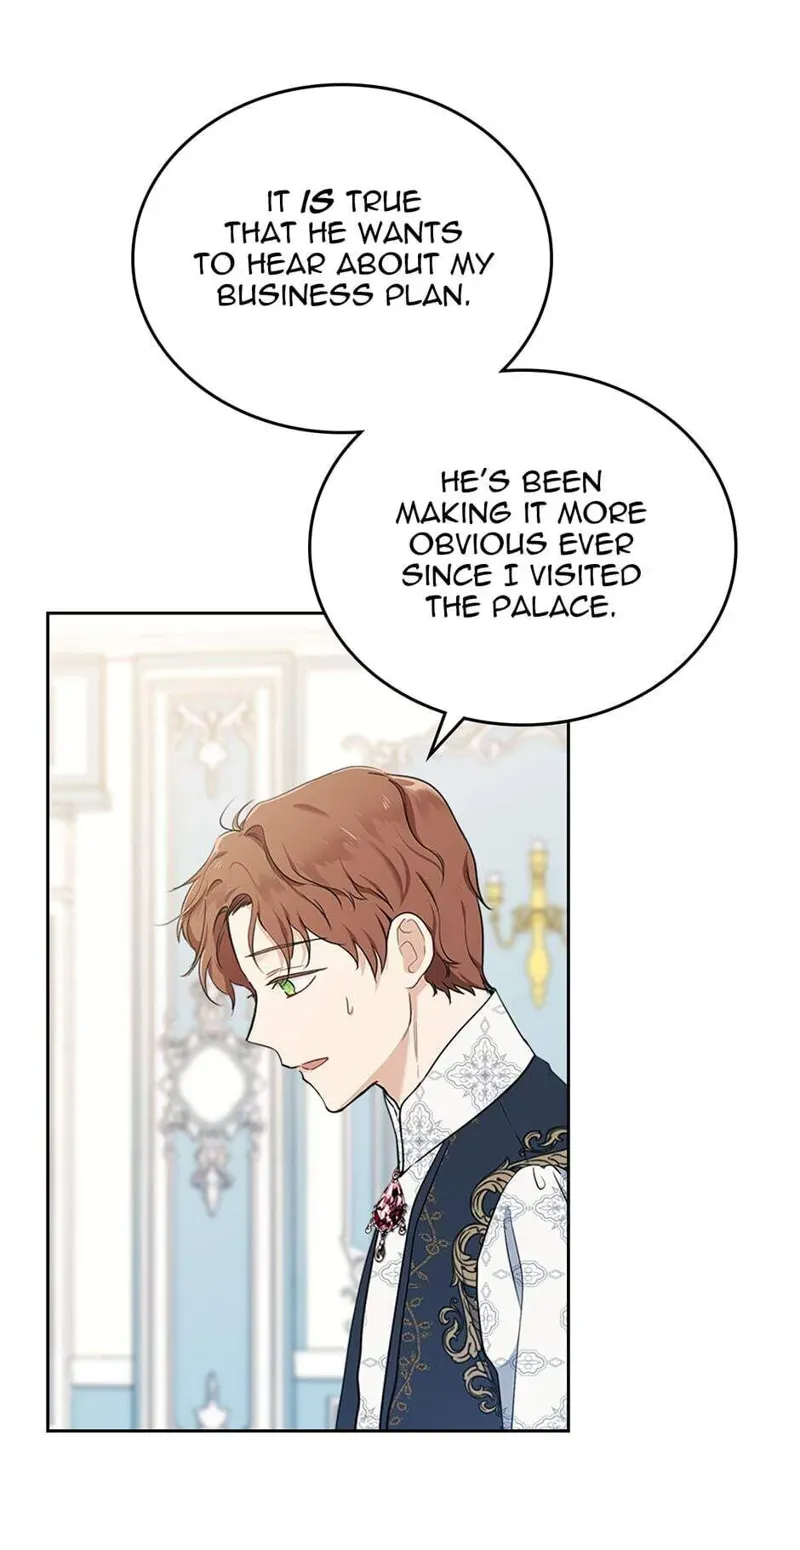 IT IS TRUE
THAT HE WANTS
TO HEAR ABOUT MY
BUSINESS PLAN.
HE'S BEEN
MAKING IT MORE
OBVIOUS EVER
SINCE I VISITED
THE PALACE.